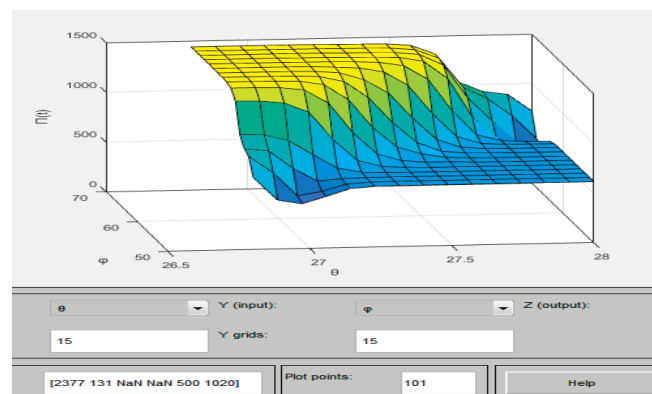 1500
1000
500
0
Π(t)
70
60
50
φ
26.5
27
27.5
28
θ
θ Y (input): φ Z (output):
15 Y grids: 15
[2377 131 NaN NaN 500 1020] Plot points: 101 Help